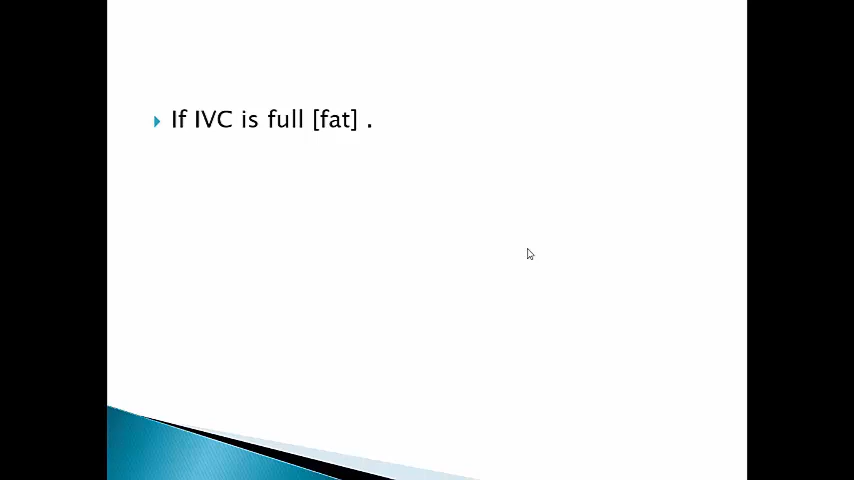 If IVC is full [fat] .